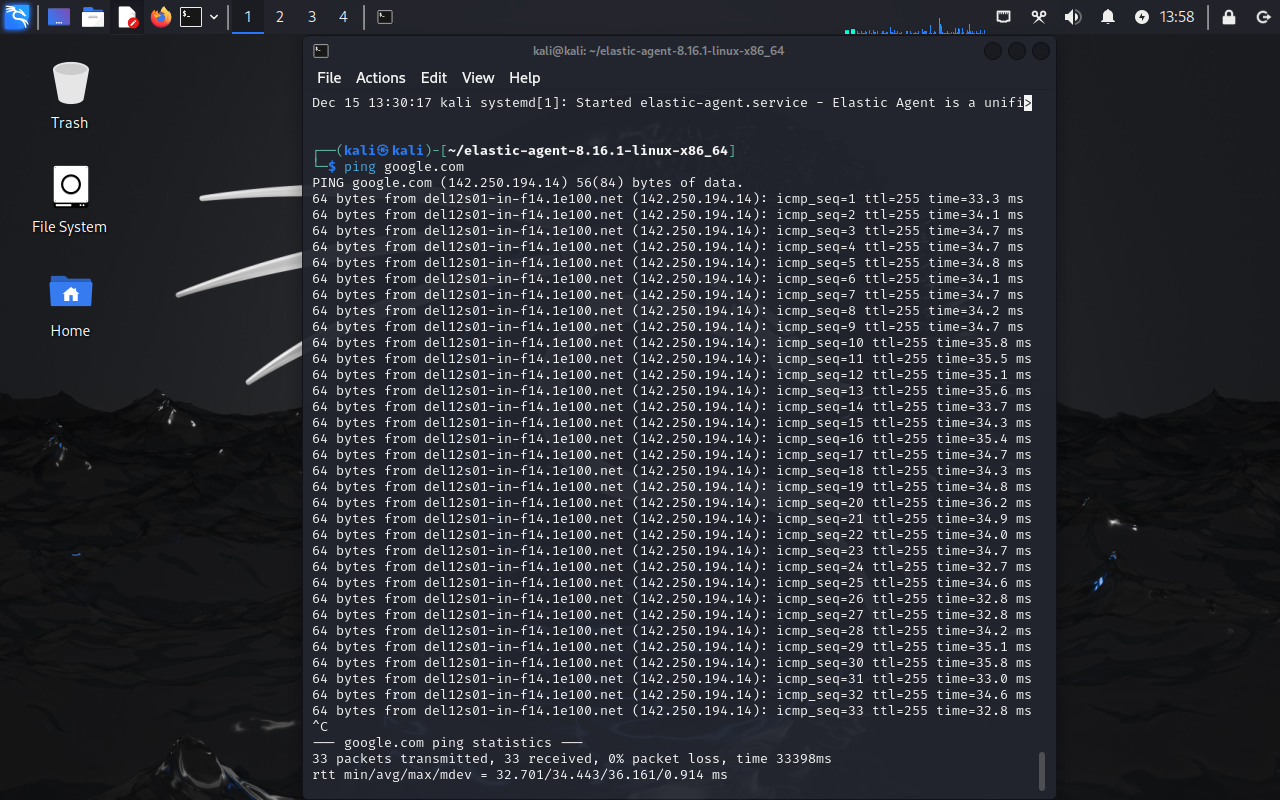 1 2 3 4 13:58
kali@kali: ~/elastic-agent-8.16.1-linux-x86_64
File Actions Edit View Help
Trash
File System
Home
Dec 15 13:30:17 kali systemd[1]: Started elastic-agent.service - Elastic Agent is a unifi>
┌──(kali㉿kali)-[~/elastic-agent-8.16.1-linux-x86_64]
└─$ ping google.com
PING google.com (142.250.194.14) 56(84) bytes of data.
64 bytes from del12s01-in-f14.1e100.net (142.250.194.14): icmp_seq=1 ttl=255 time=33.3 ms
64 bytes from del12s01-in-f14.1e100.net (142.250.194.14): icmp_seq=2 ttl=255 time=34.1 ms
64 bytes from del12s01-in-f14.1e100.net (142.250.194.14): icmp_seq=3 ttl=255 time=34.7 ms
64 bytes from del12s01-in-f14.1e100.net (142.250.194.14): icmp_seq=4 ttl=255 time=34.7 ms
64 bytes from del12s01-in-f14.1e100.net (142.250.194.14): icmp_seq=5 ttl=255 time=34.8 ms
64 bytes from del12s01-in-f14.1e100.net (142.250.194.14): icmp_seq=6 ttl=255 time=34.1 ms
64 bytes from del12s01-in-f14.1e100.net (142.250.194.14): icmp_seq=7 ttl=255 time=34.7 ms
64 bytes from del12s01-in-f14.1e100.net (142.250.194.14): icmp_seq=8 ttl=255 time=34.2 ms
64 bytes from del12s01-in-f14.1e100.net (142.250.194.14): icmp_seq=9 ttl=255 time=34.7 ms
64 bytes from del12s01-in-f14.1e100.net (142.250.194.14): icmp_seq=10 ttl=255 time=35.8 ms
64 bytes from del12s01-in-f14.1e100.net (142.250.194.14): icmp_seq=11 ttl=255 time=35.5 ms
64 bytes from del12s01-in-f14.1e100.net (142.250.194.14): icmp_seq=12 ttl=255 time=35.1 ms
64 bytes from del12s01-in-f14.1e100.net (142.250.194.14): icmp_seq=13 ttl=255 time=35.6 ms
64 bytes from del12s01-in-f14.1e100.net (142.250.194.14): icmp_seq=14 ttl=255 time=33.7 ms
64 bytes from del12s01-in-f14.1e100.net (142.250.194.14): icmp_seq=15 ttl=255 time=34.3 ms
64 bytes from del12s01-in-f14.1e100.net (142.250.194.14): icmp_seq=16 ttl=255 time=35.4 ms
64 bytes from del12s01-in-f14.1e100.net (142.250.194.14): icmp_seq=17 ttl=255 time=34.7 ms
64 bytes from del12s01-in-f14.1e100.net (142.250.194.14): icmp_seq=18 ttl=255 time=34.3 ms
64 bytes from del12s01-in-f14.1e100.net (142.250.194.14): icmp_seq=19 ttl=255 time=34.8 ms
64 bytes from del12s01-in-f14.1e100.net (142.250.194.14): icmp_seq=20 ttl=255 time=36.2 ms
64 bytes from del12s01-in-f14.1e100.net (142.250.194.14): icmp_seq=21 ttl=255 time=34.9 ms
64 bytes from del12s01-in-f14.1e100.net (142.250.194.14): icmp_seq=22 ttl=255 time=34.0 ms
64 bytes from del12s01-in-f14.1e100.net (142.250.194.14): icmp_seq=23 ttl=255 time=34.7 ms
64 bytes from del12s01-in-f14.1e100.net (142.250.194.14): icmp_seq=24 ttl=255 time=32.7 ms
64 bytes from del12s01-in-f14.1e100.net (142.250.194.14): icmp_seq=25 ttl=255 time=34.6 ms
64 bytes from del12s01-in-f14.1e100.net (142.250.194.14): icmp_seq=26 ttl=255 time=32.8 ms
64 bytes from del12s01-in-f14.1e100.net (142.250.194.14): icmp_seq=27 ttl=255 time=32.8 ms
64 bytes from del12s01-in-f14.1e100.net (142.250.194.14): icmp_seq=28 ttl=255 time=34.2 ms
64 bytes from del12s01-in-f14.1e100.net (142.250.194.14): icmp_seq=29 ttl=255 time=35.1 ms
64 bytes from del12s01-in-f14.1e100.net (142.250.194.14): icmp_seq=30 ttl=255 time=35.8 ms
64 bytes from del12s01-in-f14.1e100.net (142.250.194.14): icmp_seq=31 ttl=255 time=33.0 ms
64 bytes from del12s01-in-f14.1e100.net (142.250.194.14): icmp_seq=32 ttl=255 time=34.6 ms
64 bytes from del12s01-in-f14.1e100.net (142.250.194.14): icmp_seq=33 ttl=255 time=32.8 ms
^C
--- google.com ping statistics ---
33 packets transmitted, 33 received, 0% packet loss, time 33398ms
rtt min/avg/max/mdev = 32.701/34.443/36.161/0.914 ms